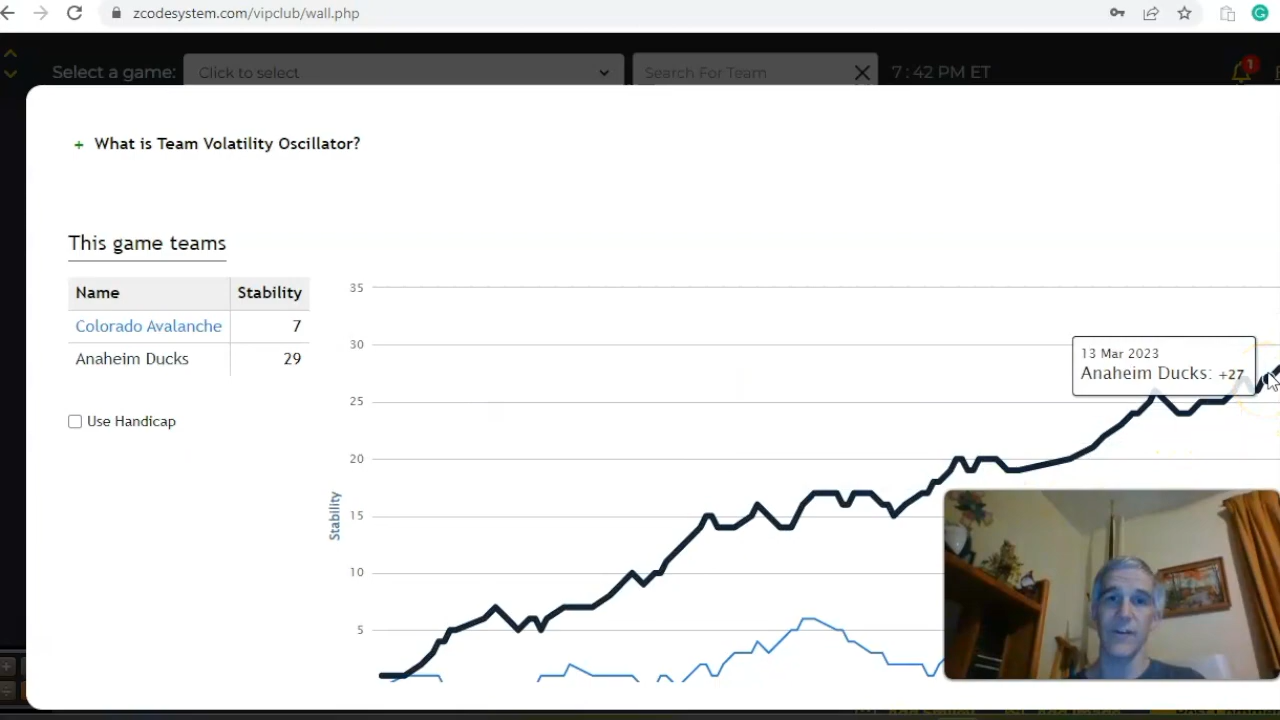 zcodesystem.com/vipclub/wall.php
Select a game: Click to select Search For Team 7:42 PM ET 1
+ What is Team Volatility Oscillator?
This game teams
Name Stability
Colorado Avalanche 7
Anaheim Ducks 29
Use Handicap
Stability
35
30
25
20
15
10
5
13 Mar 2023
Anaheim Ducks: +27